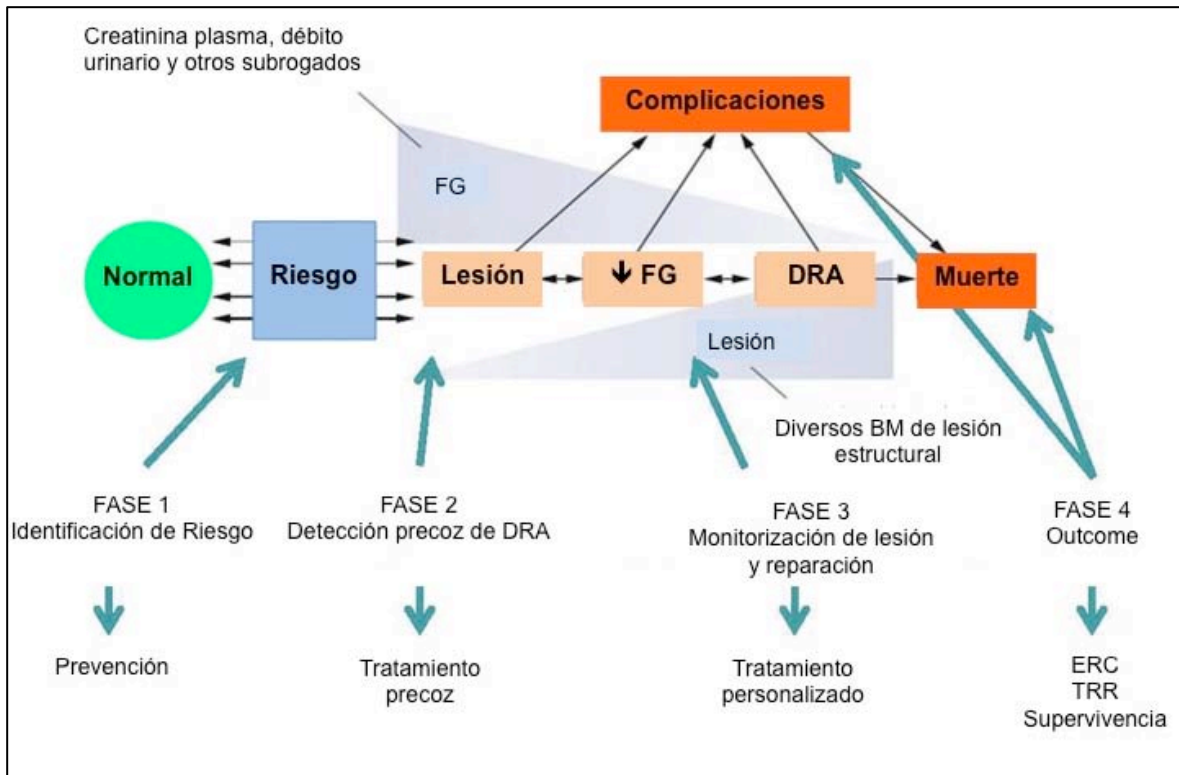 Creatinina plasma, débito
urinario y otros subrogados
Complicaciones
FG
Normal
Riesgo
Lesión
↓ FG
DRA
Muerte
Lesión
Diversos BM de lesión
estructural
FASE 1
Identificación de Riesgo
FASE 2
Detección precoz de DRA
FASE 3
Monitorización de lesión
y reparación
FASE 4
Outcome
Prevención
Tratamiento
precoz
Tratamiento
personalizado
ERC
TRR
Supervivencia